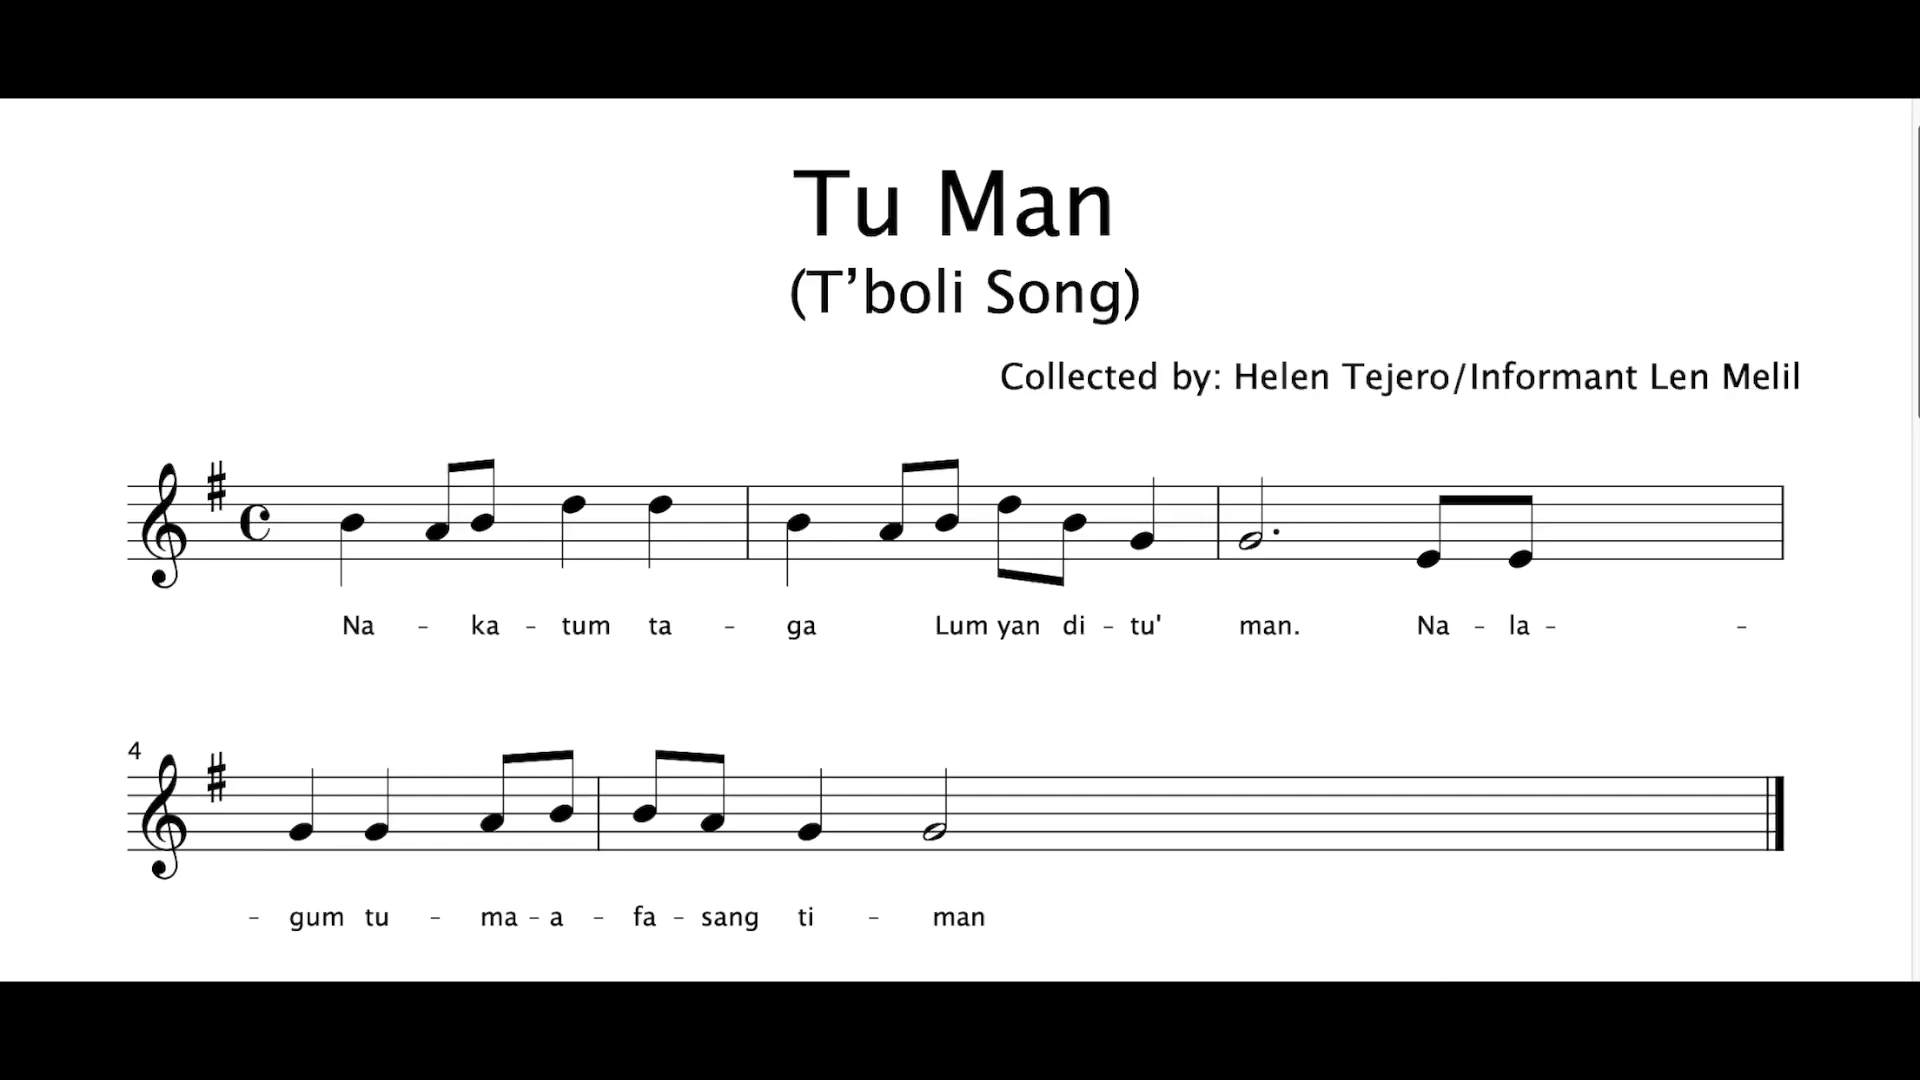 Tu Man
(T’boli Song)
Collected by: Helen Tejero/Informant Len Melil
Na - ka - tum ta - ga Lum yan di - tu' man. Na - la - -
4
- gum tu - ma - a - fa - sang ti - man